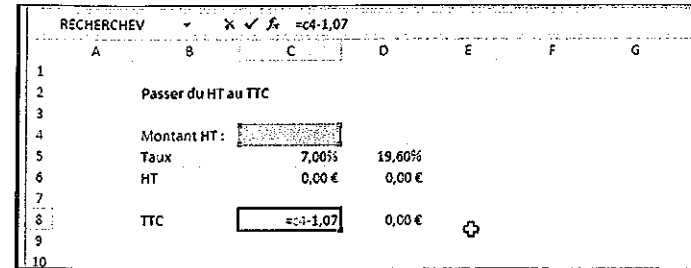 RECHERCHEV fx =c4-1,07
A B C D E F G
1
2 Passer du HT au TTC
3
4 Montant HT :
5 Taux 7,00% 19,60%
6 HT 0,00 € 0,00 €
7
8 TTC =c4-1,07 0,00 €
9
10